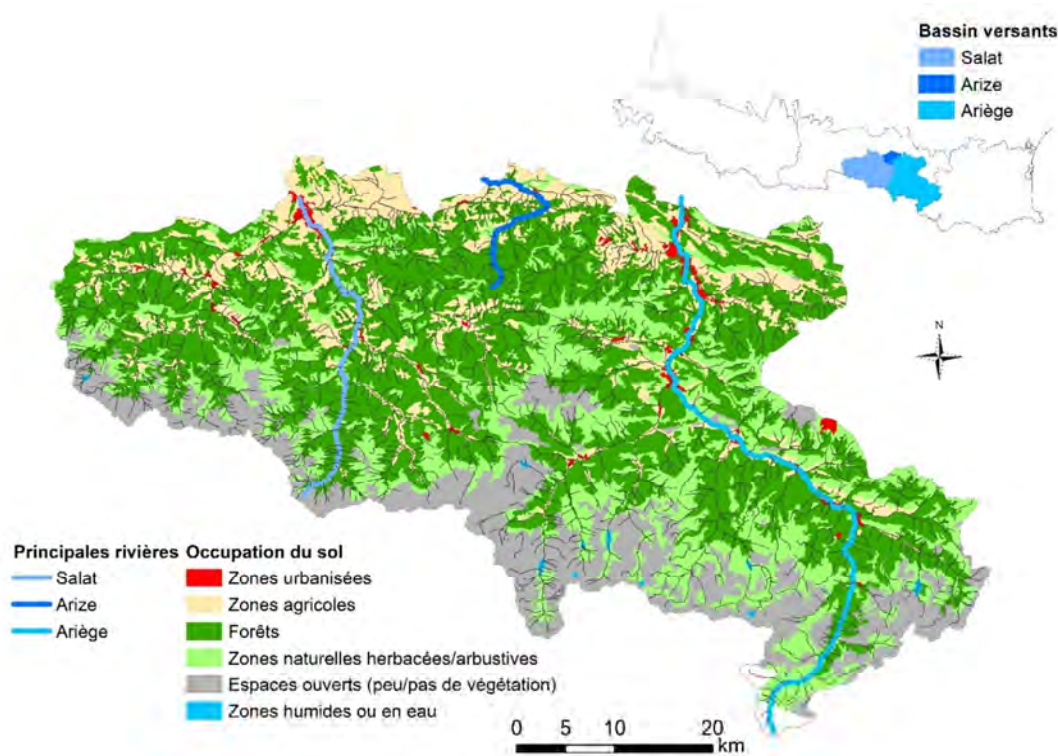 Bassin versants
Salat
Arize
Ariège
N
Principales rivières
Salat
Arize
Ariège
Occupation du sol
Zones urbanisées
Zones agricoles
Forêts
Zones naturelles herbacées/arbustives
Espaces ouverts (peu/pas de végétation)
Zones humides ou en eau
0 5 10 20
km